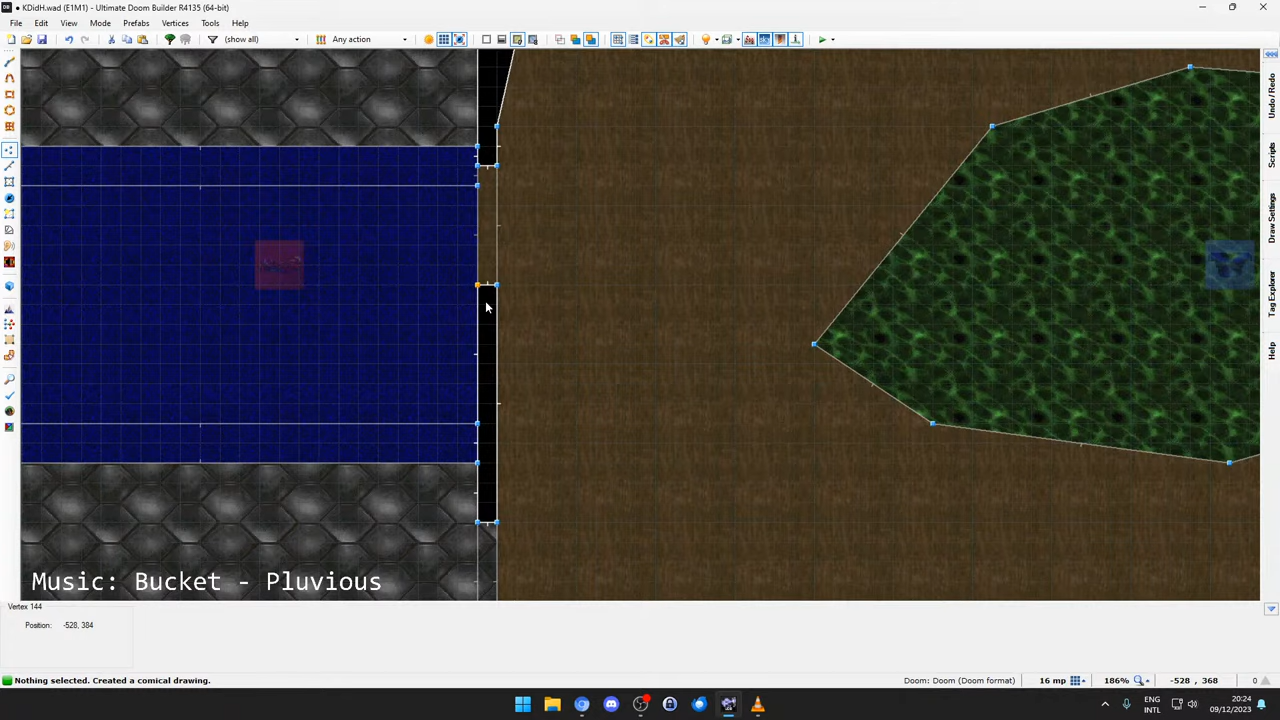 ● KDidH.wad (E1M1) - Ultimate Doom Builder R4135 (64-bit)
File Edit View Mode Prefabs Vertices Tools Help
(show all) Any action
Undo / Redo
Scripts
Draw Settings
Tag Explorer
Help
Music: Bucket - Pluvious
Vertex 144
Position: -528, 384
Nothing selected. Created a comical drawing. Doom: Doom (Doom format) 16 mp 186% -528 , 368 0
ENG
INTL
20:24
09/12/2023